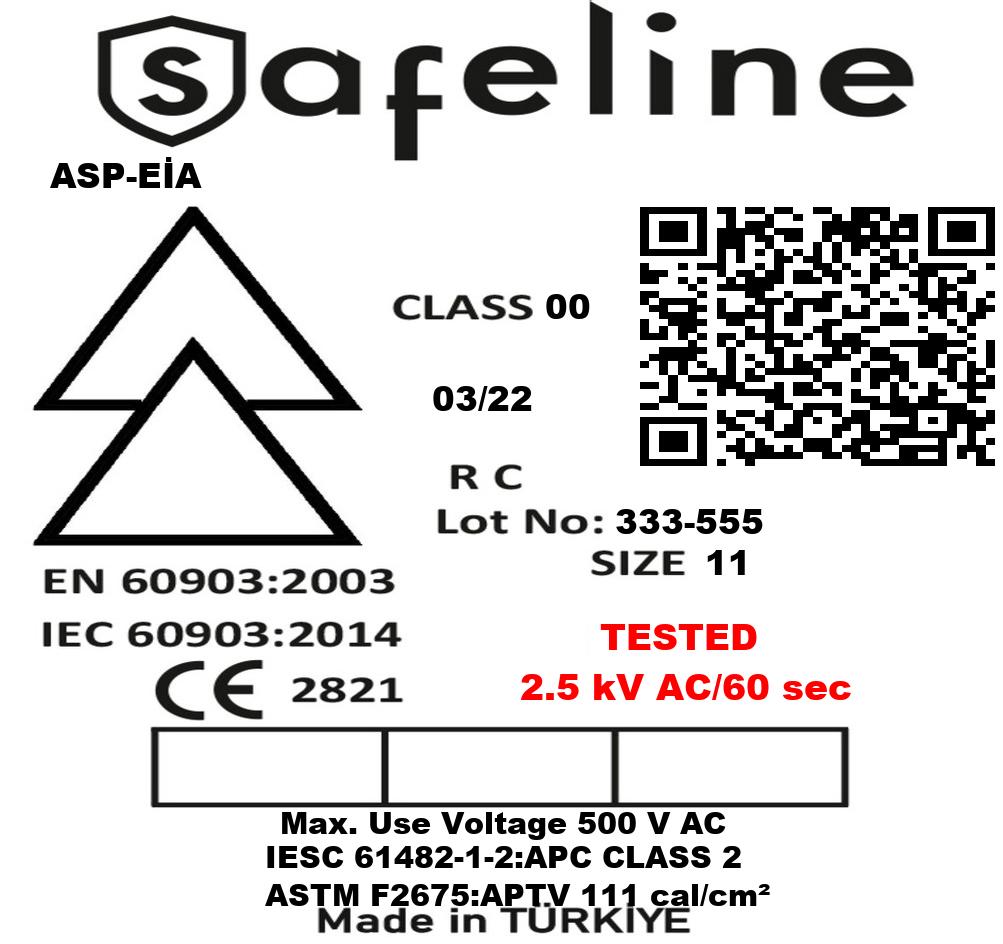 Safeline
ASP-EİA
CLASS 00
03/22
R C
Lot No: 333-555
SIZE 11
EN 60903:2003
IEC 60903:2014
TESTED
CE 2821
2.5 kV AC/60 sec
Max. Use Voltage 500 V AC
IESC 61482-1-2:APC CLASS 2
ASTM F2675:APTV 111 cal/cm²
Made in TÜRKİYE